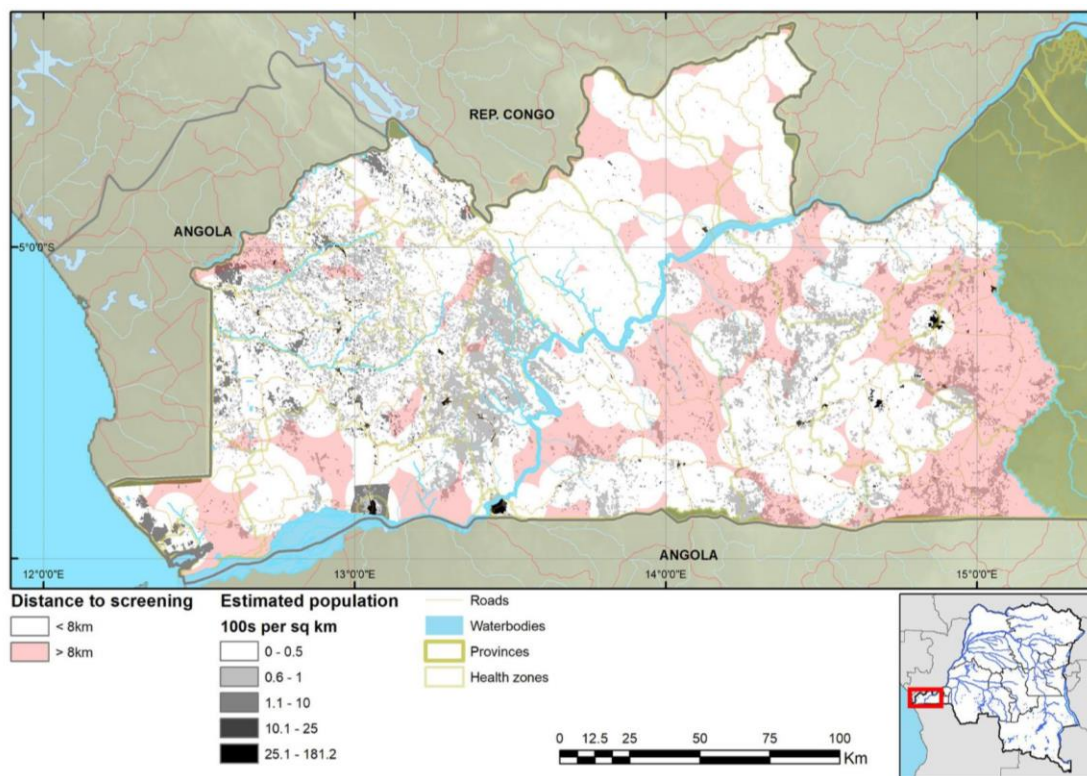 REP. CONGO
ANGOLA
5°0'0"S
ANGOLA
12°0'0"E
13°0'0"E
14°0'0"E
15°0'0"E
Distance to screening
< 8km
> 8km
Estimated population
100s per sq km
0 - 0.5
0.6 - 1
1.1 - 10
10.1 - 25
25.1 - 181.2
Roads
Waterbodies
Provinces
Health zones
0 12.5 25 50 75 100
Km